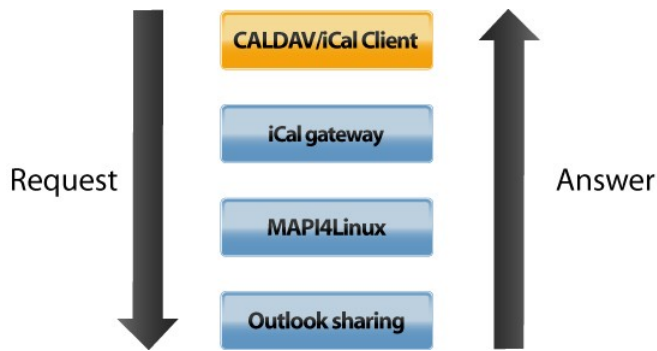 CALDAV/iCal Client
iCal gateway
Request
Answer
MAPI4Linux
Outlook sharing